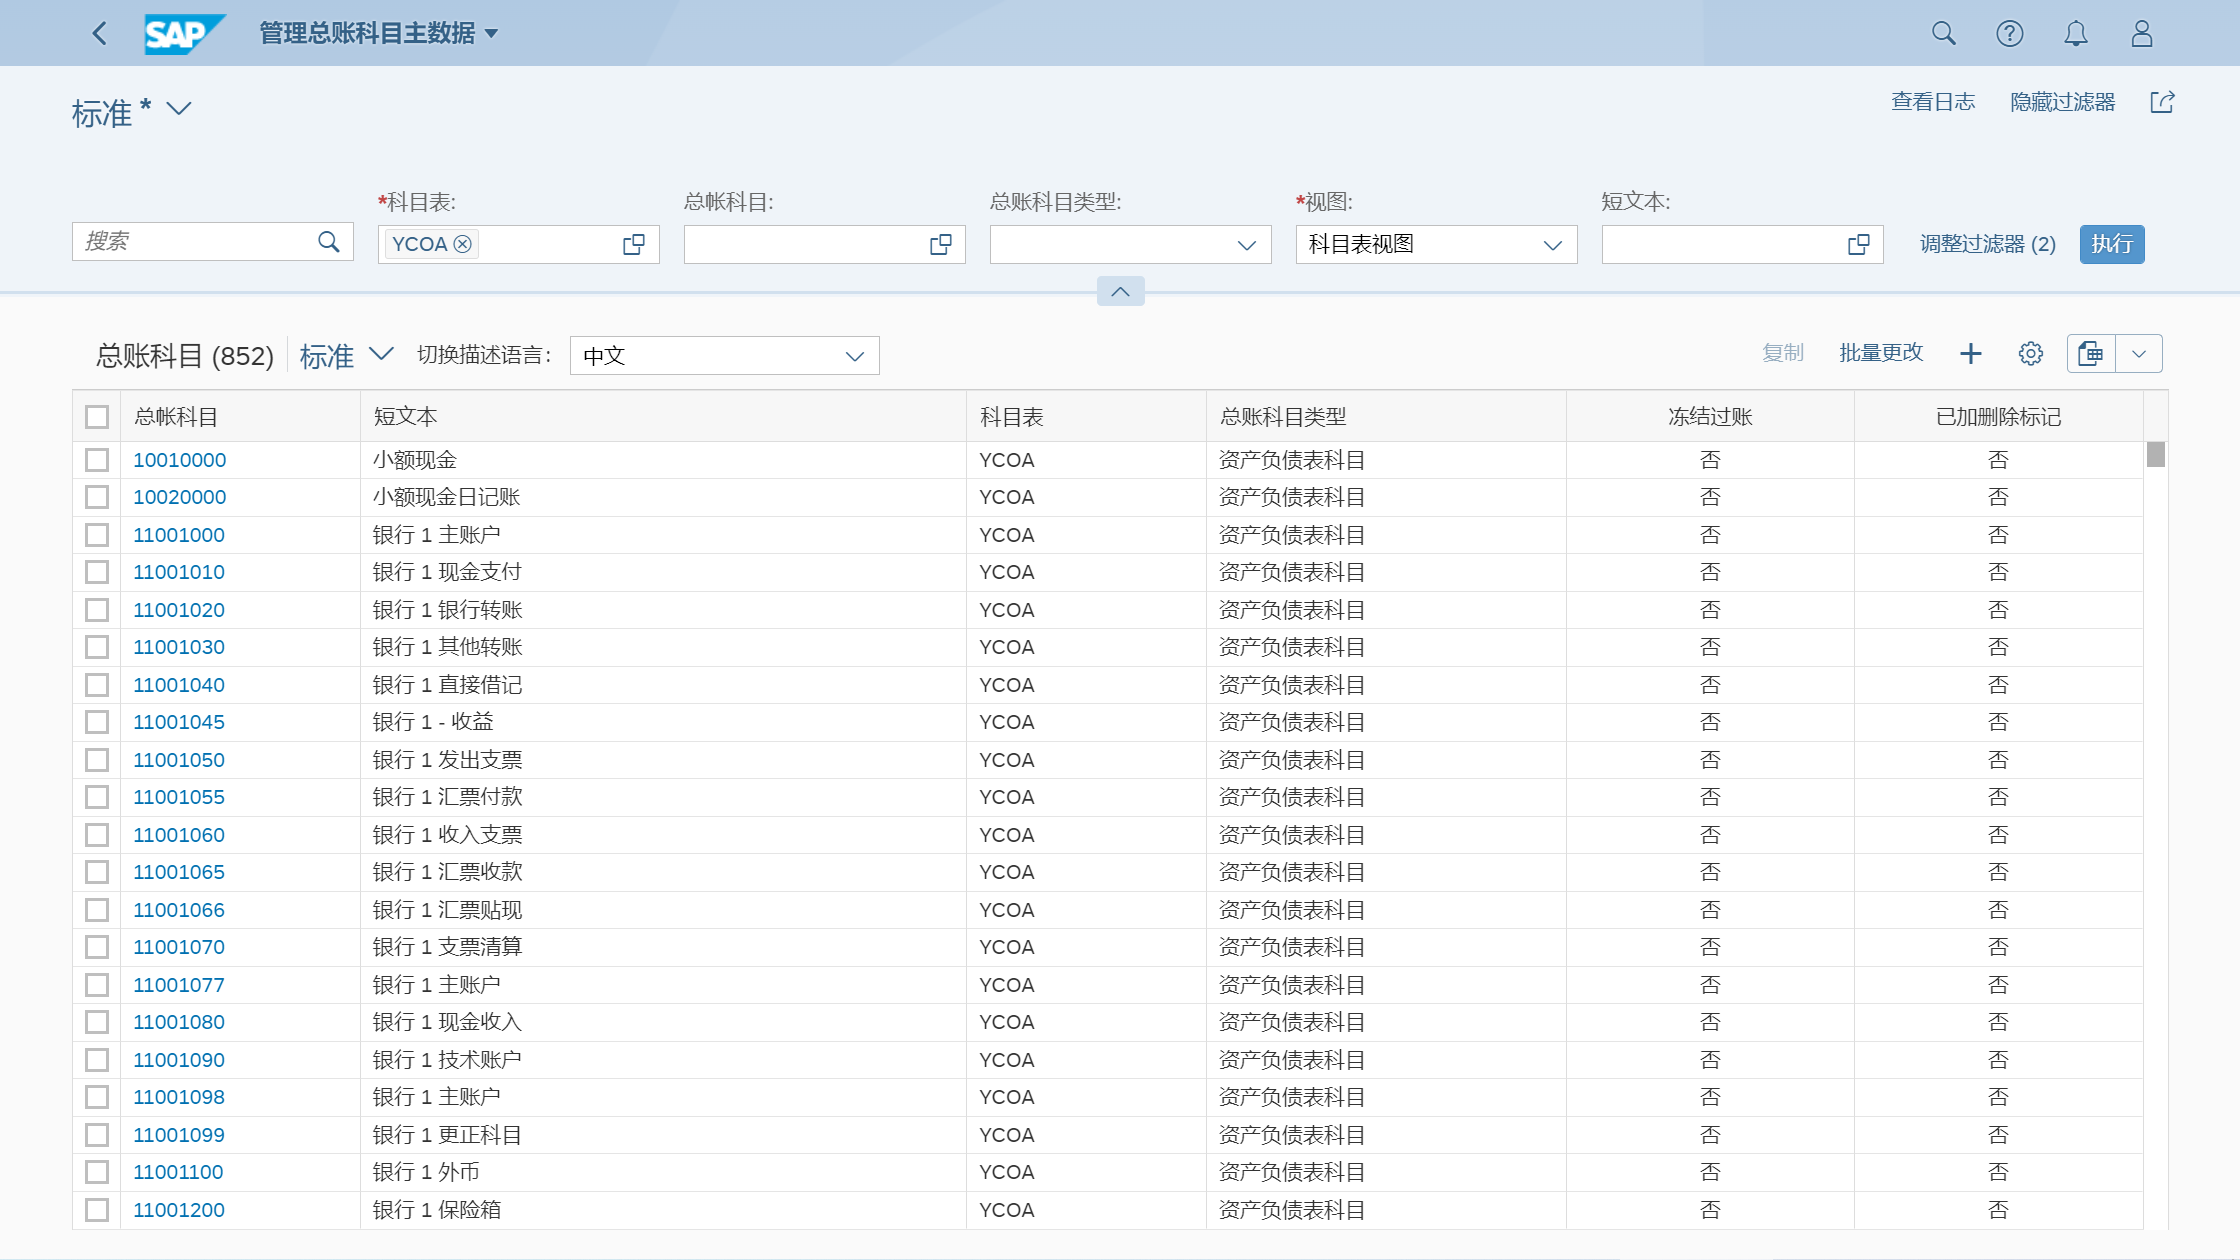 SAP 管理总账科目主数据
标准 *
查看日志 隐藏过滤器
搜索
*科目表: 总帐科目: 总账科目类型: *视图: 短文本:
YCOA 科目表视图 调整过滤器 (2) 执行
总账科目 (852) 标准 切换描述语言: 中文 复制 批量更改
总帐科目 短文本 科目表 总账科目类型 冻结过账 已加删除标记
10010000 小额现金 YCOA 资产负债表科目 否 否
10020000 小额现金日记账 YCOA 资产负债表科目 否 否
11001000 银行 1 主账户 YCOA 资产负债表科目 否 否
11001010 银行 1 现金支付 YCOA 资产负债表科目 否 否
11001020 银行 1 银行转账 YCOA 资产负债表科目 否 否
11001030 银行 1 其他转账 YCOA 资产负债表科目 否 否
11001040 银行 1 直接借记 YCOA 资产负债表科目 否 否
11001045 银行 1 - 收益 YCOA 资产负债表科目 否 否
11001050 银行 1 发出支票 YCOA 资产负债表科目 否 否
11001055 银行 1 汇票付款 YCOA 资产负债表科目 否 否
11001060 银行 1 收入支票 YCOA 资产负债表科目 否 否
11001065 银行 1 汇票收款 YCOA 资产负债表科目 否 否
11001066 银行 1 汇票贴现 YCOA 资产负债表科目 否 否
11001070 银行 1 支票清算 YCOA 资产负债表科目 否 否
11001077 银行 1 主账户 YCOA 资产负债表科目 否 否
11001080 银行 1 现金收入 YCOA 资产负债表科目 否 否
11001090 银行 1 技术账户 YCOA 资产负债表科目 否 否
11001098 银行 1 主账户 YCOA 资产负债表科目 否 否
11001099 银行 1 更正科目 YCOA 资产负债表科目 否 否
11001100 银行 1 外币 YCOA 资产负债表科目 否 否
11001200 银行 1 保险箱 YCOA 资产负债表科目 否 否